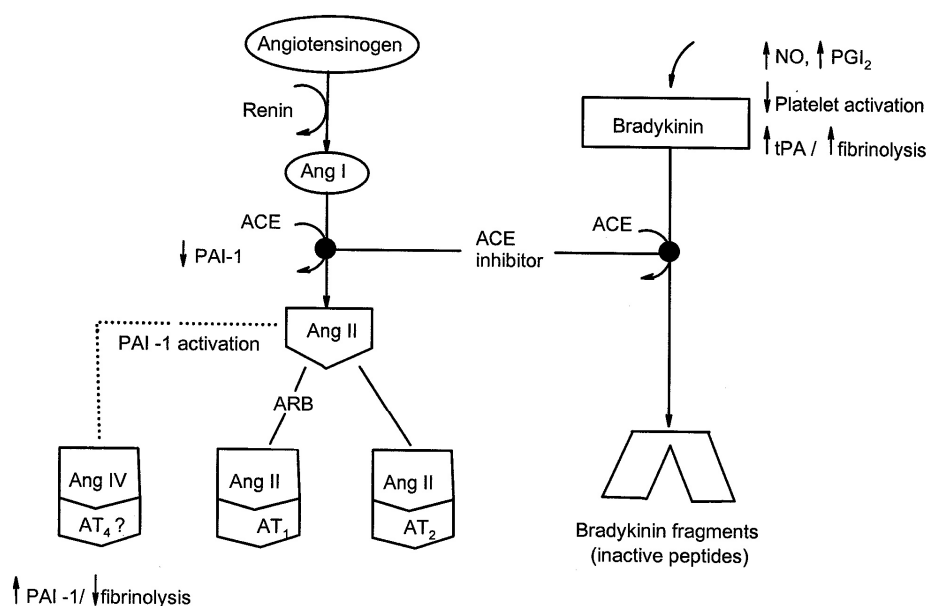 Angiotensinogen
Renin
Ang I
ACE
↓ PAI-1
ACE
inhibitor
↑ NO, ↑ PGI₂
↓ Platelet activation
↑ tPA / ↑ fibrinolysis
Bradykinin
ACE
Ang II
PAI -1 activation
ARB
Ang IV
AT₄ ?
Ang II
AT₁
Ang II
AT₂
Bradykinin fragments
(inactive peptides)
↑ PAI -1/ ↓ fibrinolysis